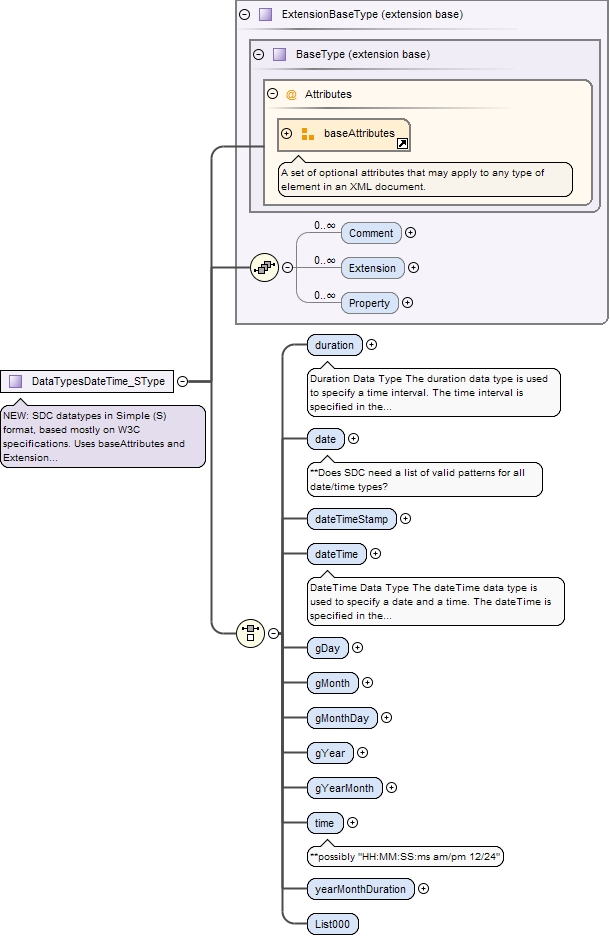 ExtensionBaseType (extension base)
BaseType (extension base)
@ Attributes
baseAttributes
A set of optional attributes that may apply to any type of
element in an XML document.
0..∞
Comment
0..∞
Extension
0..∞
Property
DataTypesDateTime_SType
NEW: SDC datatypes in Simple (S)
format, based mostly on W3C
specifications. Uses baseAttributes and
Extension...
duration
Duration Data Type The duration data type is used
to specify a time interval. The time interval is
specified in the...
date
**Does SDC need a list of valid patterns for all
date/time types?
dateTimeStamp
dateTime
DateTime Data Type The dateTime data type is
used to specify a date and a time. The dateTime is
specified in the...
gDay
gMonth
gMonthDay
gYear
gYearMonth
time
**possibly "HH:MM:SS:ms am/pm 12/24"
yearMonthDuration
List000